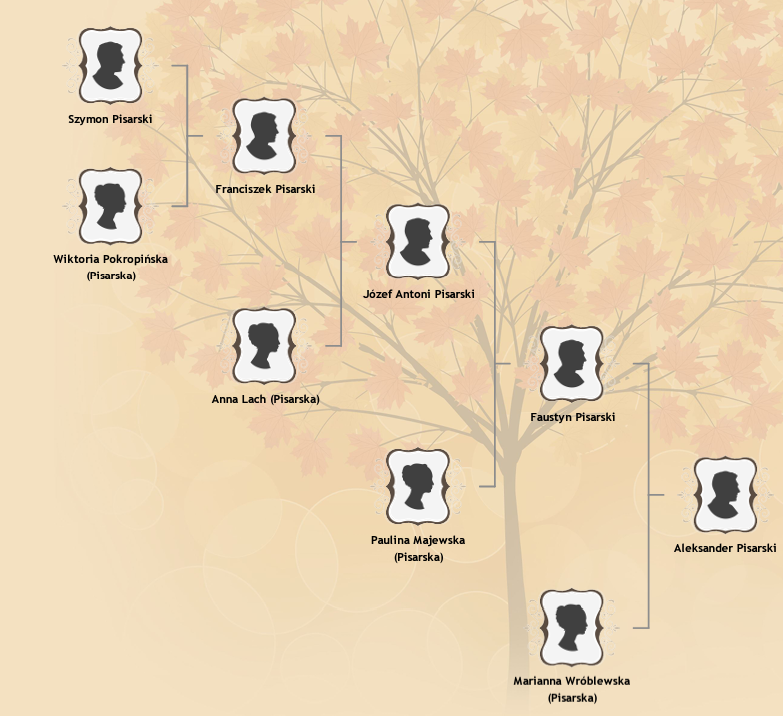 Szymon Pisarski
Franciszek Pisarski
Wiktoria Pokropińska
(Pisarska)
Józef Antoni Pisarski
Anna Lach (Pisarska)
Faustyn Pisarski
Paulina Majewska
(Pisarska)
Aleksander Pisarski
Marianna Wróblewska
(Pisarska)